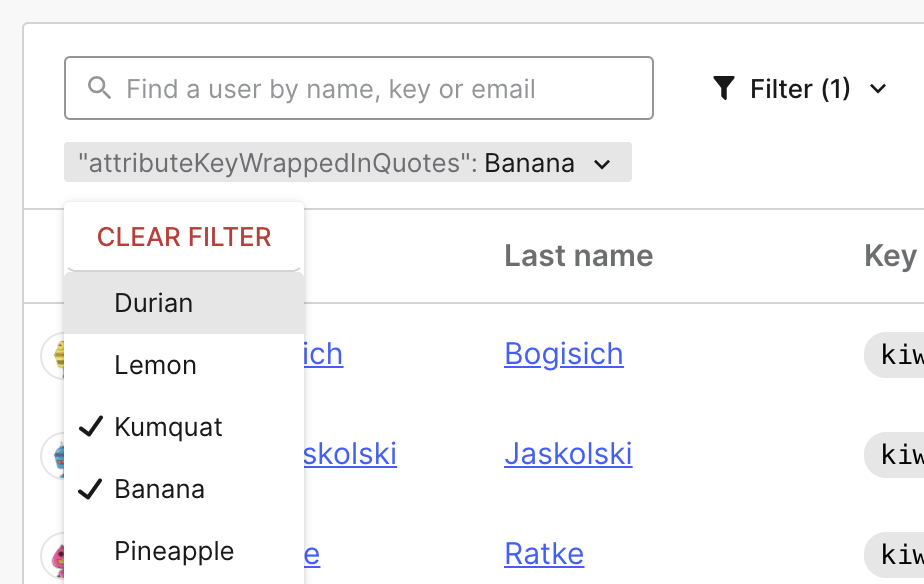 Find a user by name, key or email
Filter (1)
"attributeKeyWrappedInQuotes": Banana
CLEAR FILTER
Last name
Key
Durian
Lemon
ich
Bogisich
kiw
Kumquat
skolski
Jaskolski
kiw
Banana
Pineapple
e
Ratke
kiw